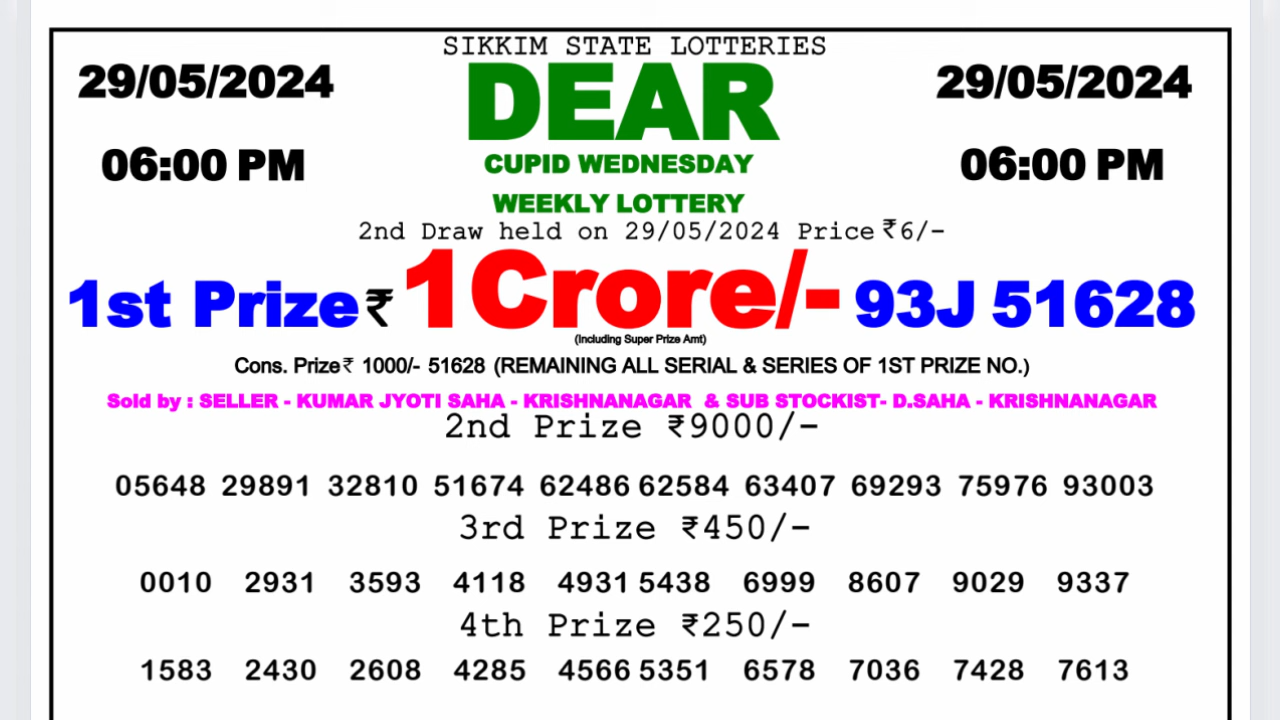 SIKKIM STATE LOTTERIES
29/05/2024 DEAR 29/05/2024
06:00 PM CUPID WEDNESDAY 06:00 PM
WEEKLY LOTTERY
2nd Draw held on 29/05/2024 Price ₹6/-
1st Prize ₹ 1Crore/- 93J 51628
(Including Super Prize Amt)
Cons. Prize ₹ 1000/- 51628 (REMAINING ALL SERIAL & SERIES OF 1ST PRIZE NO.)
Sold by : SELLER - KUMAR JYOTI SAHA - KRISHNANAGAR & SUB STOCKIST- D.SAHA - KRISHNANAGAR
2nd Prize ₹9000/-
05648 29891 32810 51674 62486 62584 63407 69293 75976 93003
3rd Prize ₹450/-
0010 2931 3593 4118 4931 5438 6999 8607 9029 9337
4th Prize ₹250/-
1583 2430 2608 4285 4566 5351 6578 7036 7428 7613